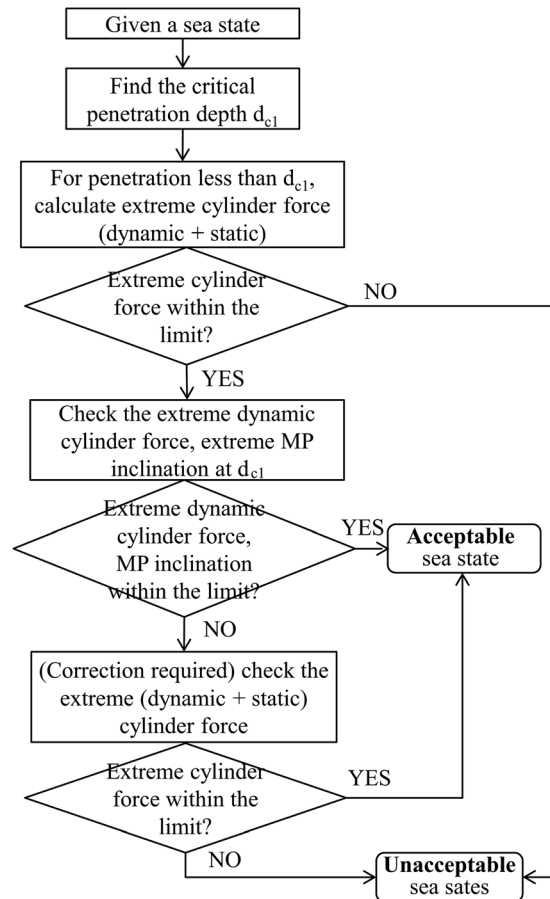 Given a sea state
Find the critical
penetration depth d_c1
For penetration less than d_c1,
calculate extreme cylinder force
(dynamic + static)
Extreme cylinder
force within the
limit?
NO
YES
Check the extreme dynamic
cylinder force, extreme MP
inclination at d_c1
Extreme dynamic
cylinder force,
MP inclination
within the limit?
YES
Acceptable
sea state
NO
(Correction required) check the
extreme (dynamic + static)
cylinder force
Extreme cylinder
force within the
limit?
YES
NO
Unacceptable
sea sates